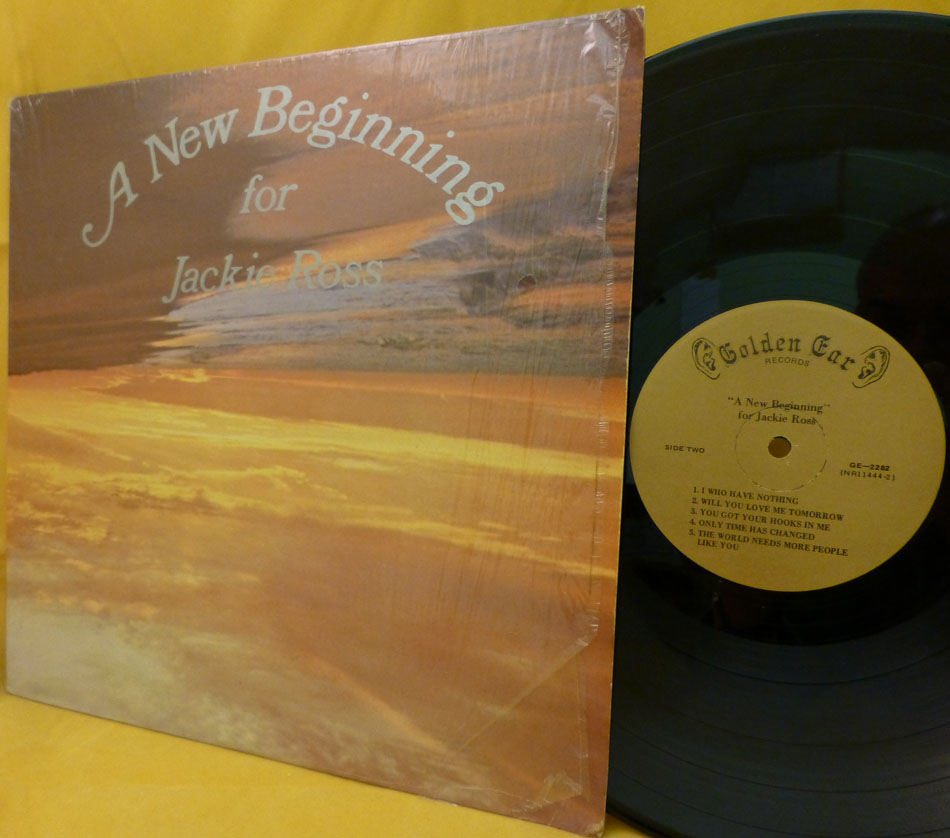 A New Beginning
for
Jackie Ross
Golden Ear
RECORDS
"A New Beginning"
for Jackie Ross
SIDE TWO
GE-2282
(NR11444-2)
1. I WHO HAVE NOTHING
2. WILL YOU LOVE ME TOMORROW
3. YOU GOT YOUR HOOKS IN ME
4. ONLY TIME HAS CHANGED
5. THE WORLD NEEDS MORE PEOPLE
LIKE YOU